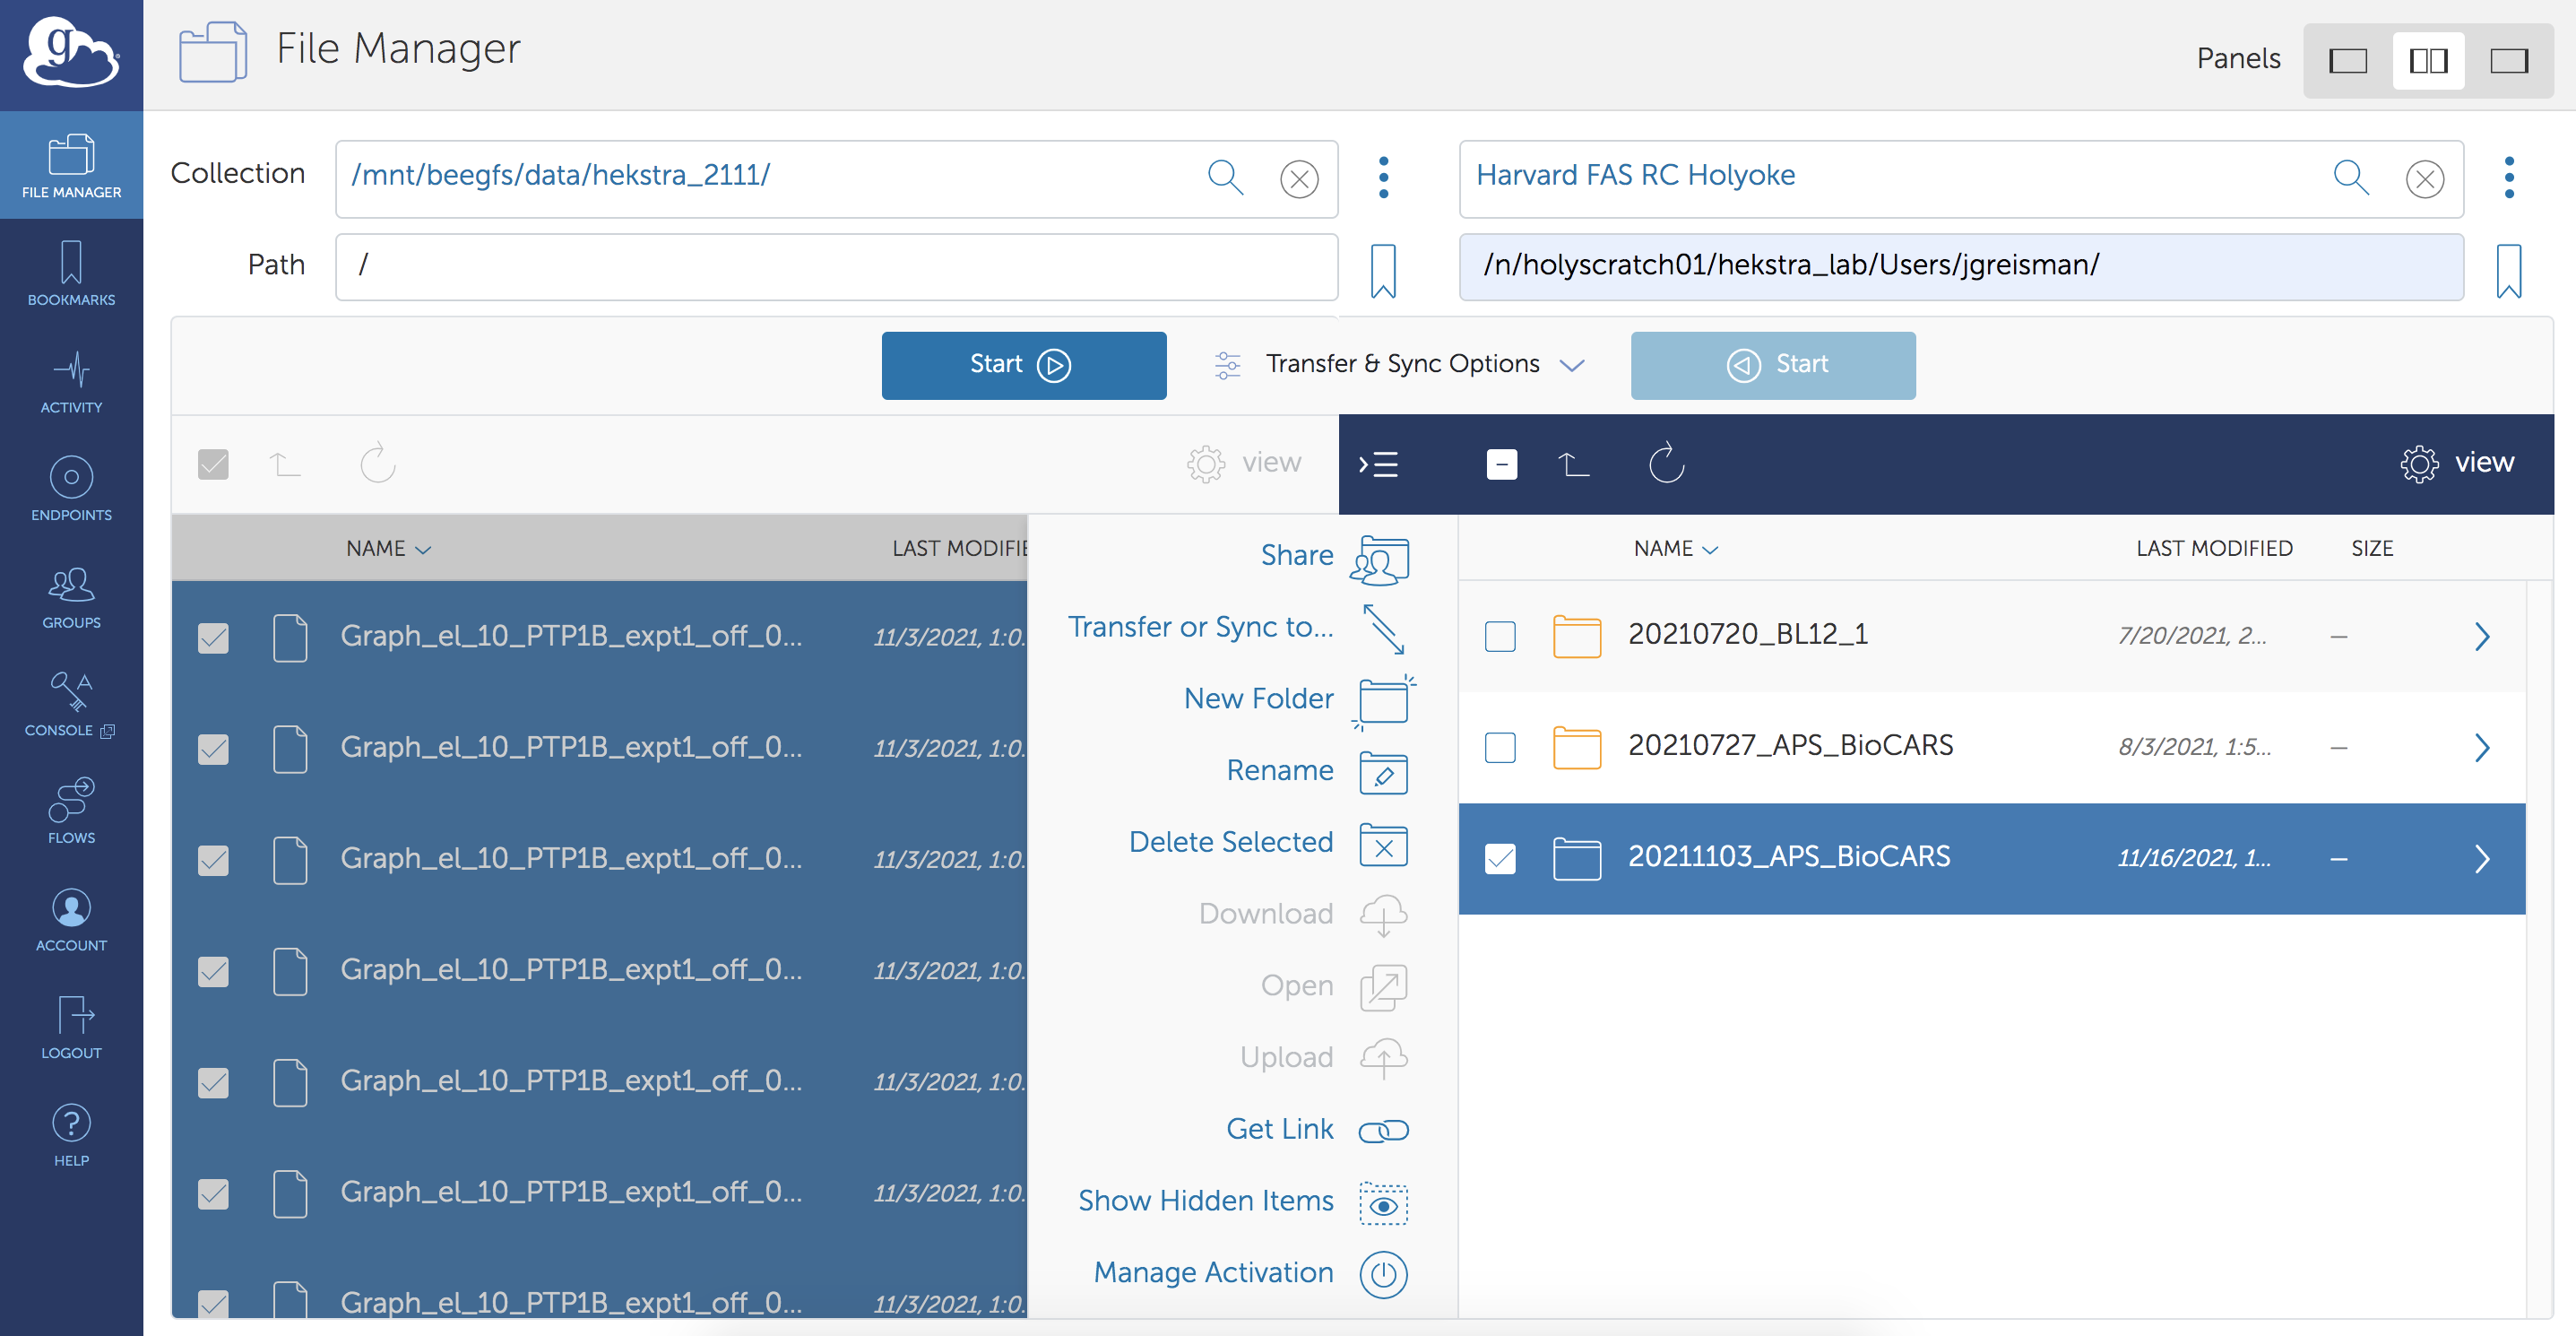 g
File Manager
Panels
FILE MANAGER
BOOKMARKS
ACTIVITY
ENDPOINTS
GROUPS
CONSOLE
FLOWS
ACCOUNT
LOGOUT
HELP
Collection
/mnt/beegfs/data/hekstra_2111/
Harvard FAS RC Holyoke
Path
/
/n/holyscratch01/hekstra_lab/Users/jgreisman/
Start
Transfer & Sync Options
Start
view
view
NAME
LAST MODIFIE
Graph_el_10_PTP1B_expt1_off_0... 11/3/2021, 1:0.
Graph_el_10_PTP1B_expt1_off_0... 11/3/2021, 1:0.
Graph_el_10_PTP1B_expt1_off_0... 11/3/2021, 1:0.
Graph_el_10_PTP1B_expt1_off_0... 11/3/2021, 1:0.
Graph_el_10_PTP1B_expt1_off_0... 11/3/2021, 1:0.
Graph_el_10_PTP1B_expt1_off_0... 11/3/2021, 1:0.
Graph_el_10_PTP1B_expt1_off_0... 11/3/2021, 1:0.
Share
Transfer or Sync to...
New Folder
Rename
Delete Selected
Download
Open
Upload
Get Link
Show Hidden Items
Manage Activation
NAME LAST MODIFIED SIZE
20210720_BL12_1 7/20/2021, 2... –
20210727_APS_BioCARS 8/3/2021, 1:5... –
20211103_APS_BioCARS 11/16/2021, 1... –